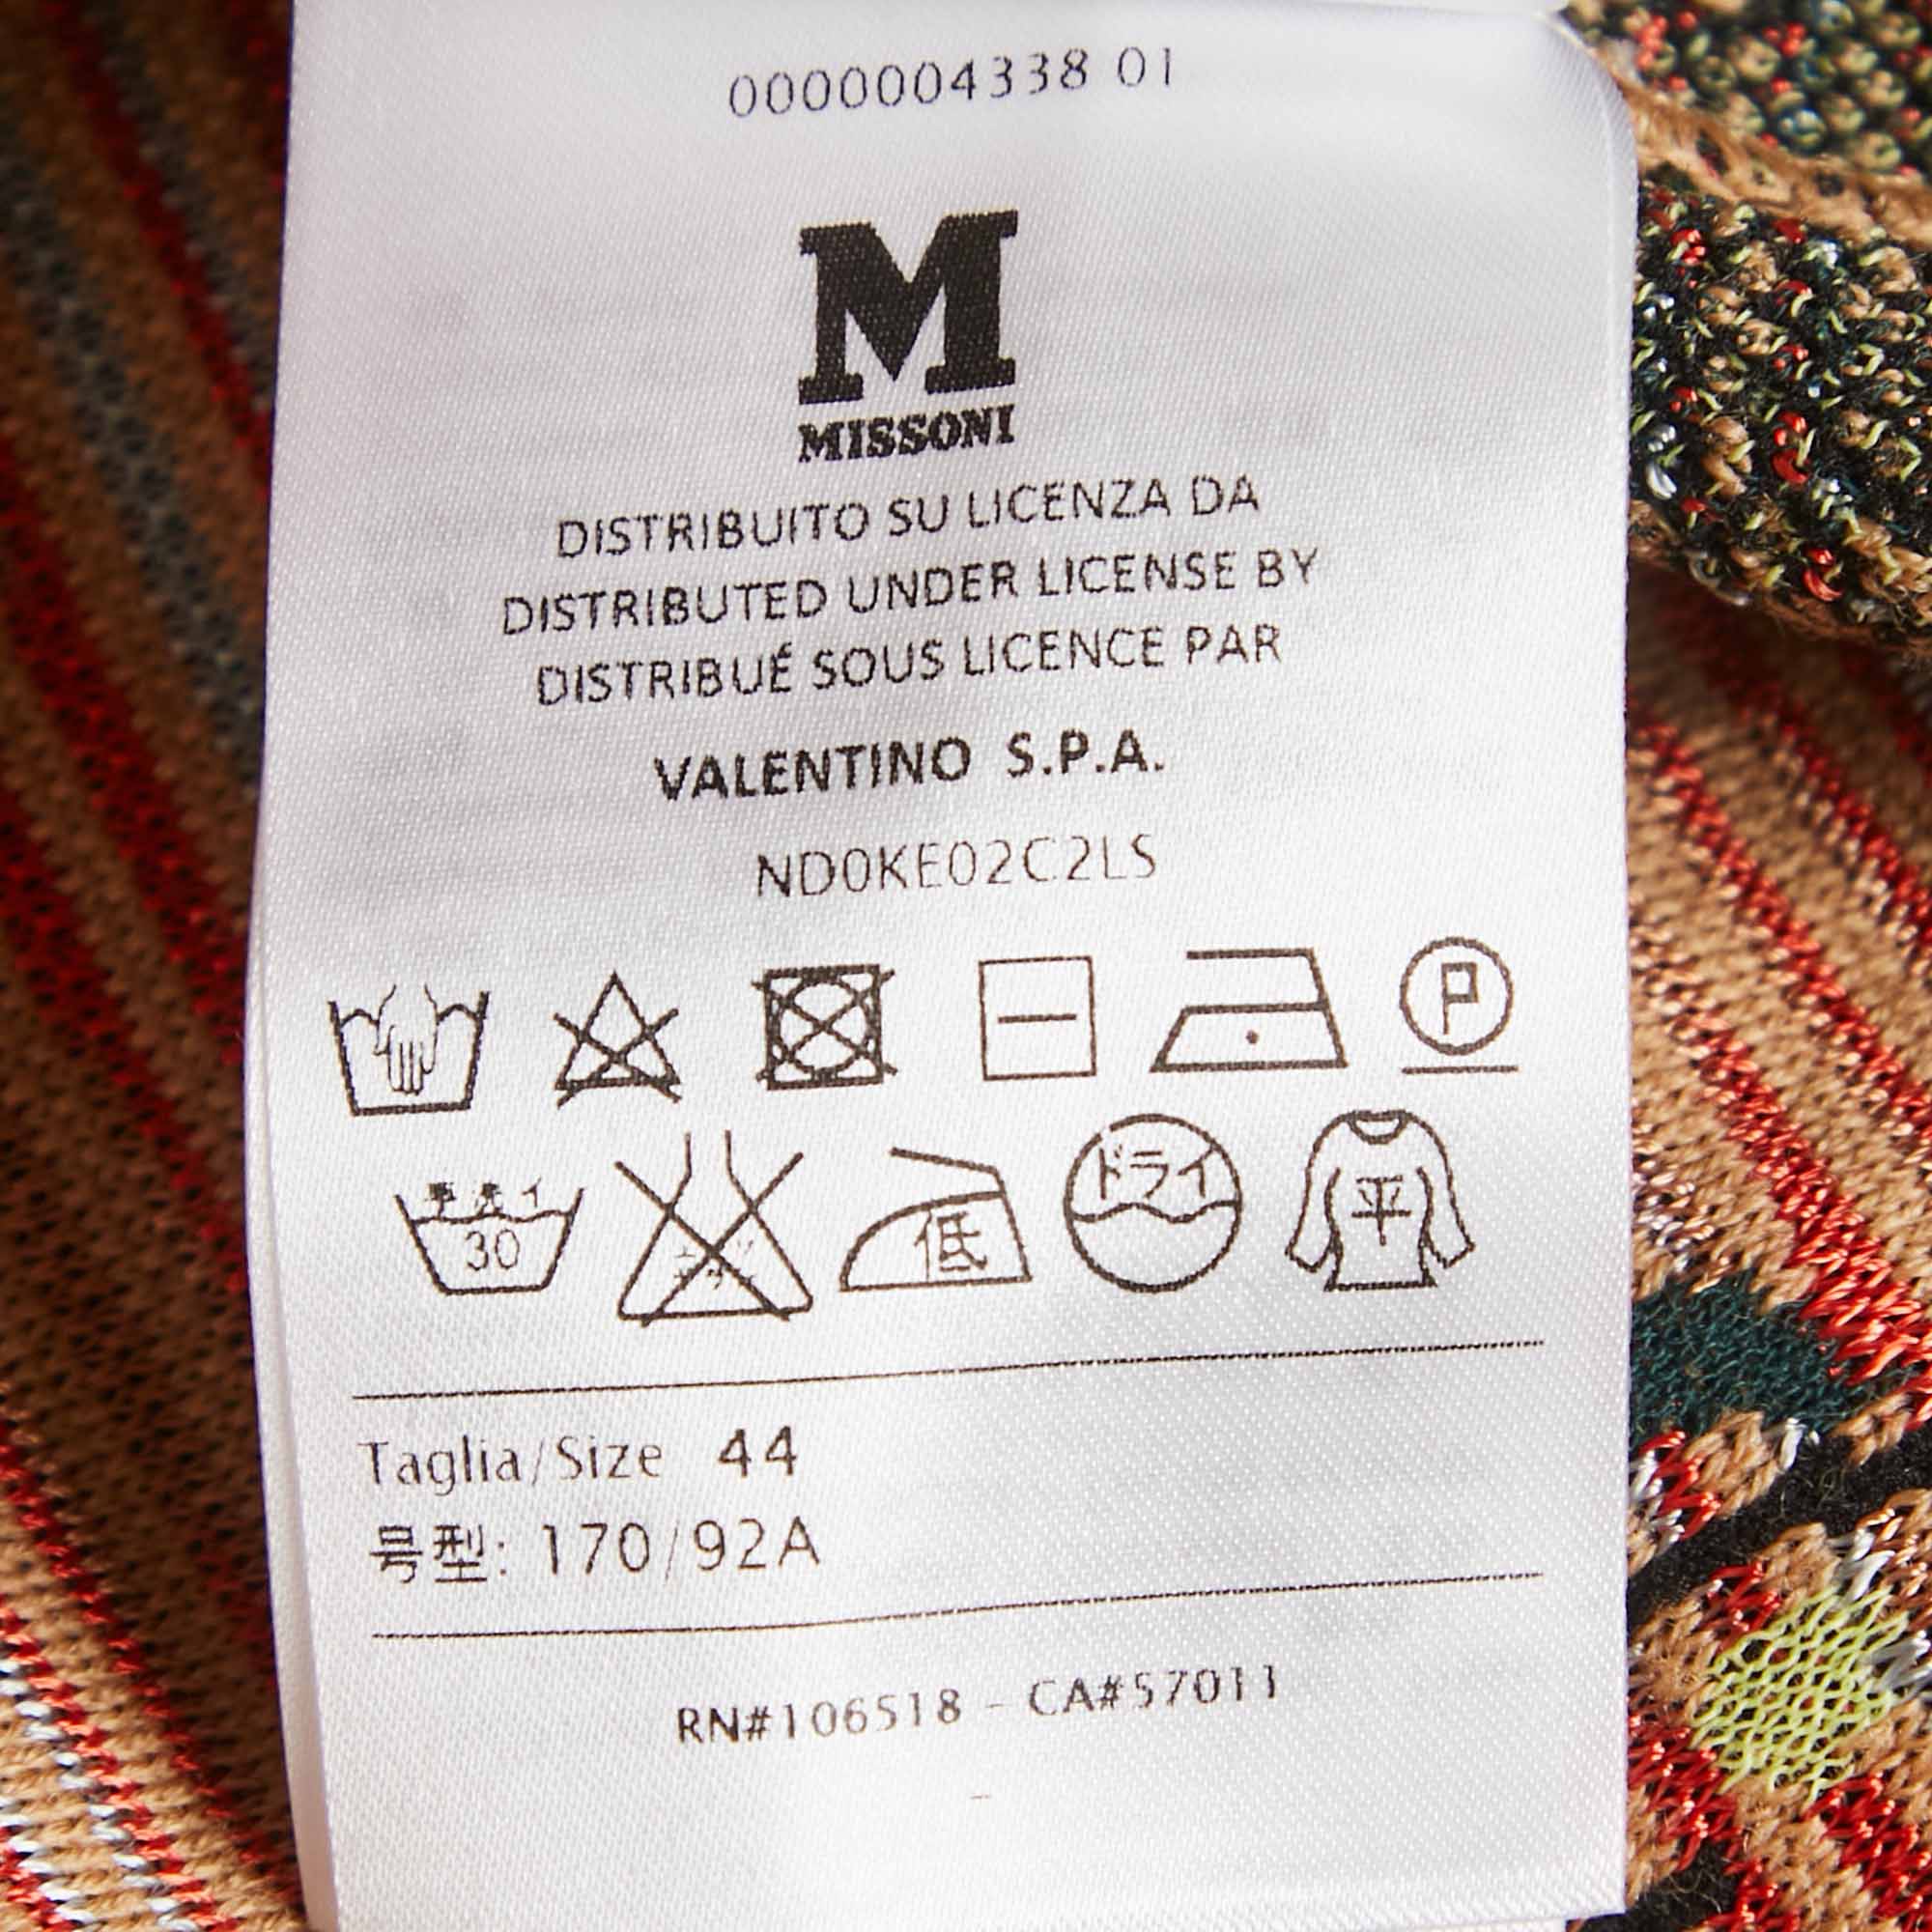 0000004338 01
M
MISSONI
DISTRIBUITO SU LICENZA DA
DISTRIBUTED UNDER LICENSE BY
DISTRIBUÉ SOUS LICENCE PAR
VALENTINO S.P.A.
ND0KE02C2LS
P
30
低
ドライ
平
Taglia/Size 44
号型: 170/92A
RN#106518 - CA#57011
-